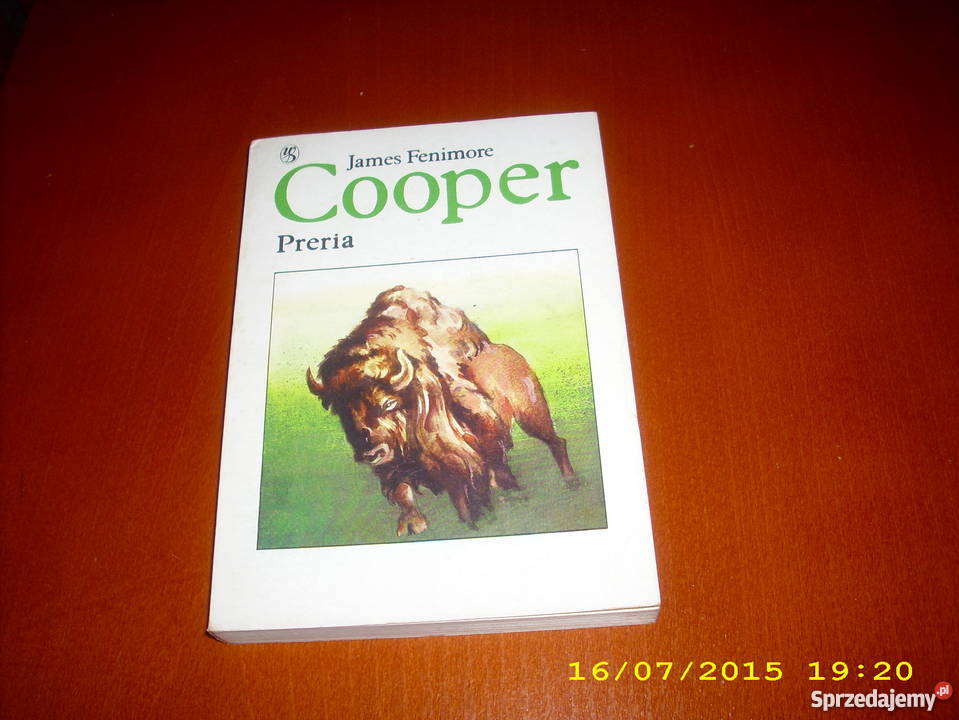 James Fenimore
Cooper
Preria
16/07/2015 19:20
Sprzedajemy.pl